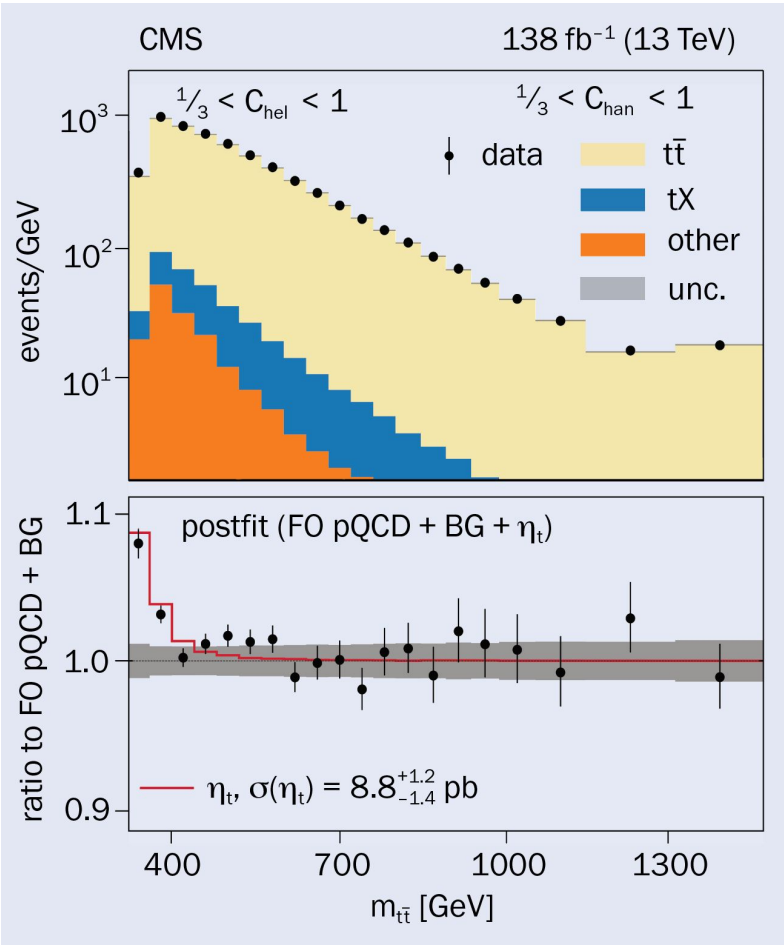 CMS 138 fb⁻¹ (13 TeV)
¹/₃ < C_hel < 1 ¹/₃ < C_han < 1
data
tt̄
tX
other
unc.
events/GeV
10³
10²
10¹
postfit (FO pQCD + BG + η_t)
ratio to FO pQCD + BG
1.1
1.0
0.9
η_t, σ(η_t) = 8.8 +1.2 −1.4 pb
400 700 1000 1300
m_tt̄ [GeV]